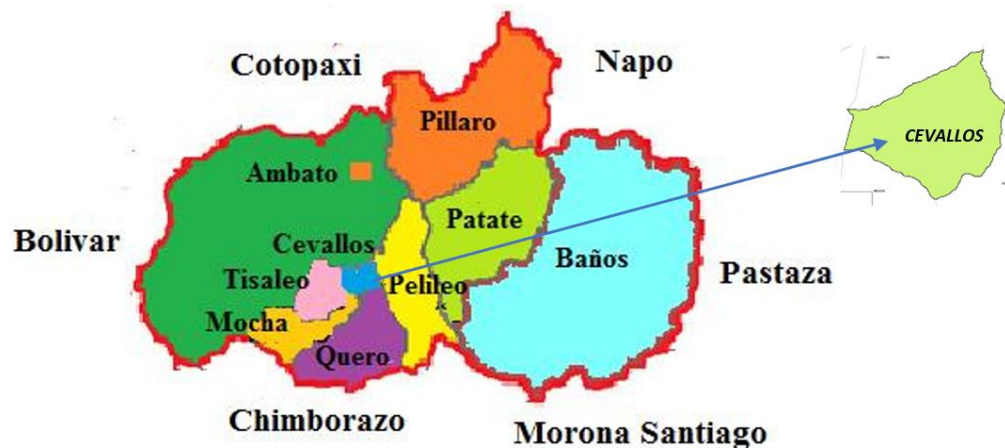 Cotopaxi
Napo
Pillaro
CEVALLOS
Ambato
Patate
Bolivar
Cevallos
Baños
Pastaza
Tisaleo
Pelileo
Mocha
Quero
Chimborazo
Morona Santiago